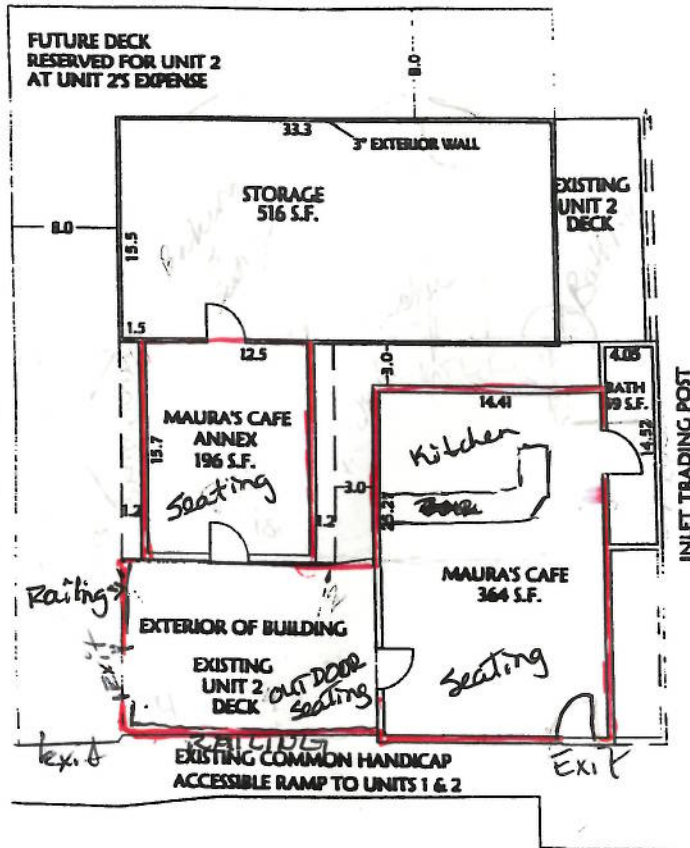 FUTURE DECK
RESERVED FOR UNIT 2
AT UNIT 2'S EXPENSE
8.0
33.3
3" EXTERIOR WALL
STORAGE
516 S.F.
EXISTING
UNIT 2
DECK
8.0
15.5
1.5
12.5
3.0
4.05
14.41
BATH
S.F.
14.52
MAURA'S CAFE
ANNEX
196 S.F.
15.7
Seating
Kitchen
3.0
1.2
1.2
INLET TRADING POST
MAURA'S CAFE
364 S.F.
Railing
EXTERIOR OF BUILDING
Exit
EXISTING
UNIT 2
DECK
OUTDOOR
Seating
Seating
Exit
RAILING
EXISTING COMMON HANDICAP
ACCESSIBLE RAMP TO UNITS 1 & 2
Exit